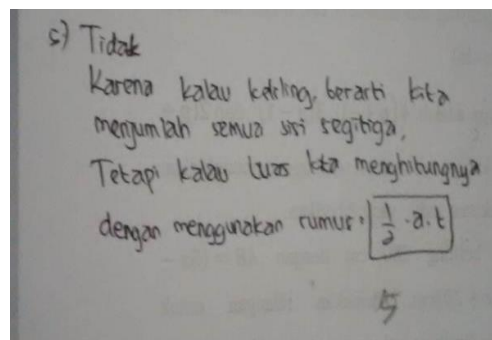 5) Tidak
Karena kalau keliling, berarti kita
menjumlah semua sisi segitiga,
Tetapi kalau luas kita menghitungnya
dengan menggunakan rumus: 1/2 · a · t
5